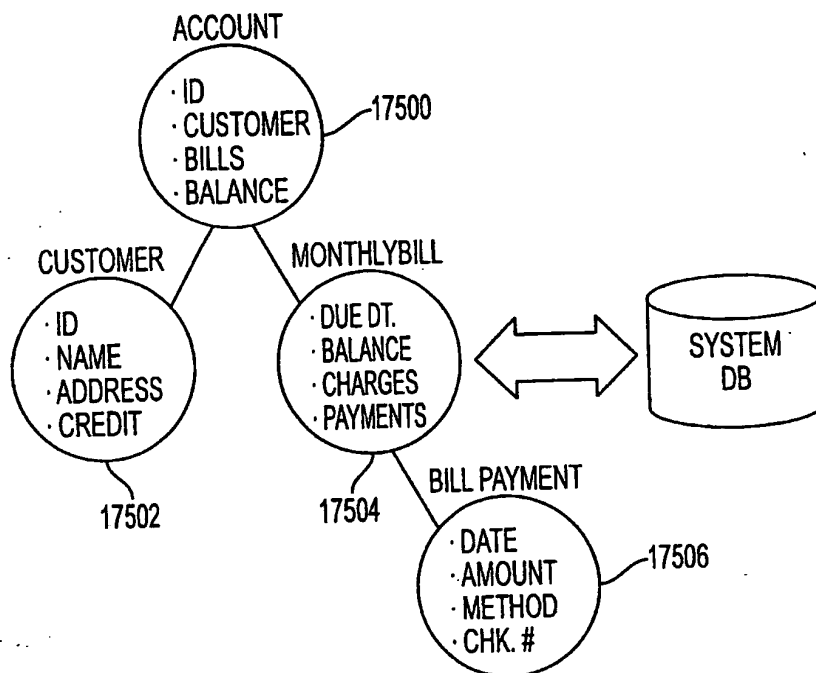 ACCOUNT
· ID
· CUSTOMER
· BILLS
· BALANCE
17500
CUSTOMER
· ID
· NAME
· ADDRESS
· CREDIT
17502
MONTHLYBILL
· DUE DT.
· BALANCE
· CHARGES
· PAYMENTS
17504
SYSTEM
DB
BILL PAYMENT
· DATE
· AMOUNT
· METHOD
· CHK. #
17506